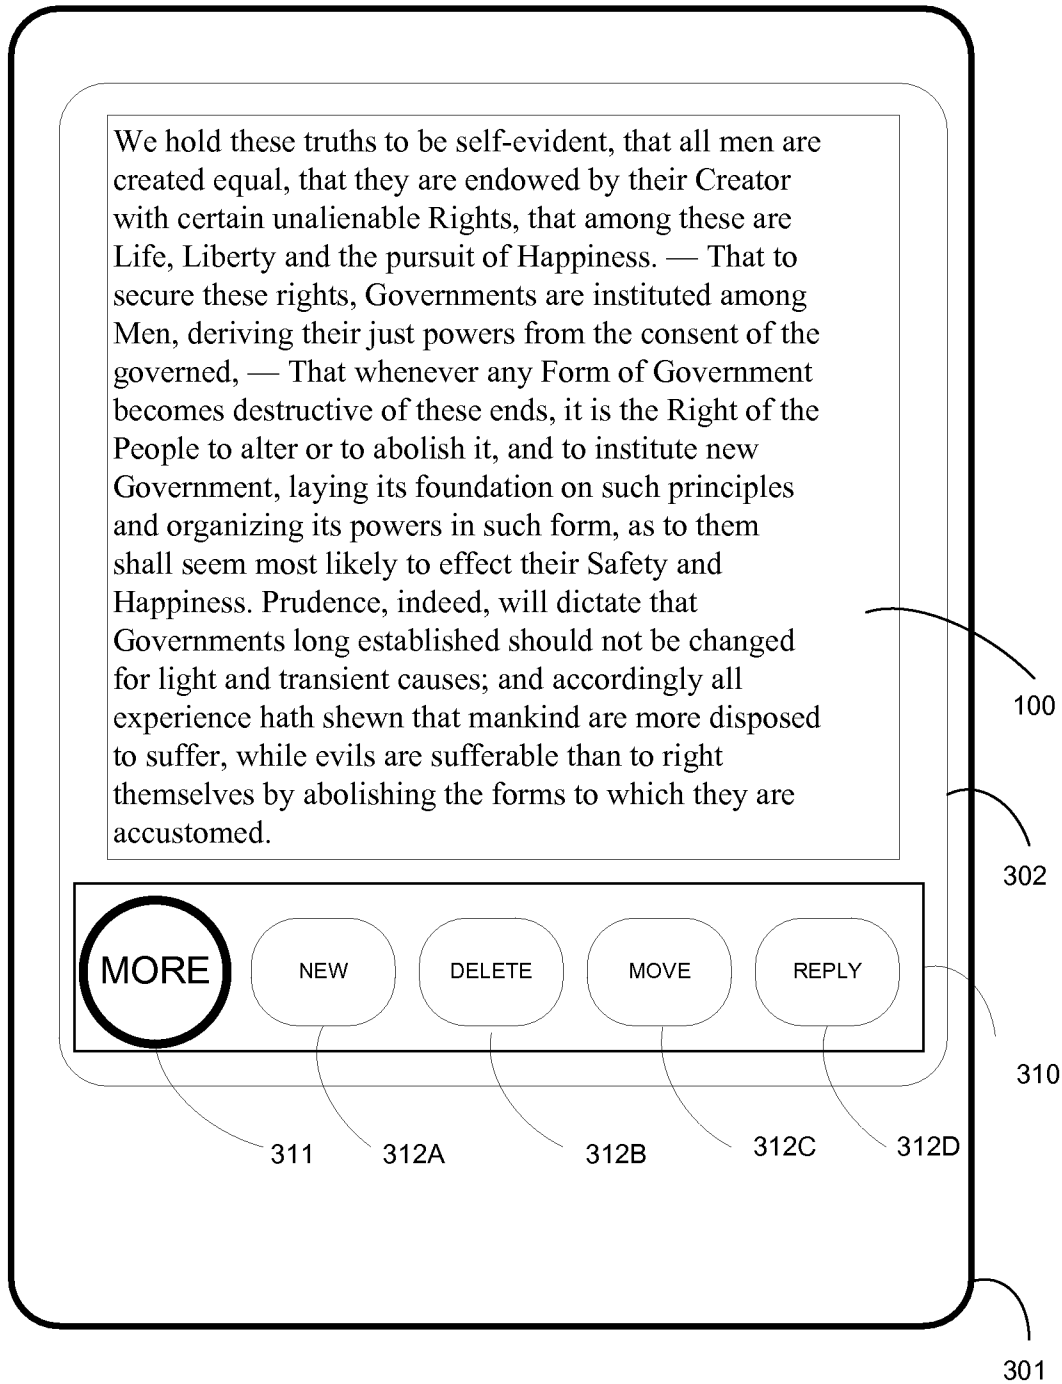 We hold these truths to be self-evident, that all men are
created equal, that they are endowed by their Creator
with certain unalienable Rights, that among these are
Life, Liberty and the pursuit of Happiness. — That to
secure these rights, Governments are instituted among
Men, deriving their just powers from the consent of the
governed, — That whenever any Form of Government
becomes destructive of these ends, it is the Right of the
People to alter or to abolish it, and to institute new
Government, laying its foundation on such principles
and organizing its powers in such form, as to them
shall seem most likely to effect their Safety and
Happiness. Prudence, indeed, will dictate that
Governments long established should not be changed
for light and transient causes; and accordingly all
experience hath shewn that mankind are more disposed
to suffer, while evils are sufferable than to right
themselves by abolishing the forms to which they are
accustomed.
100
302
MORE NEW DELETE MOVE REPLY
310
311 312A 312B 312C 312D
301